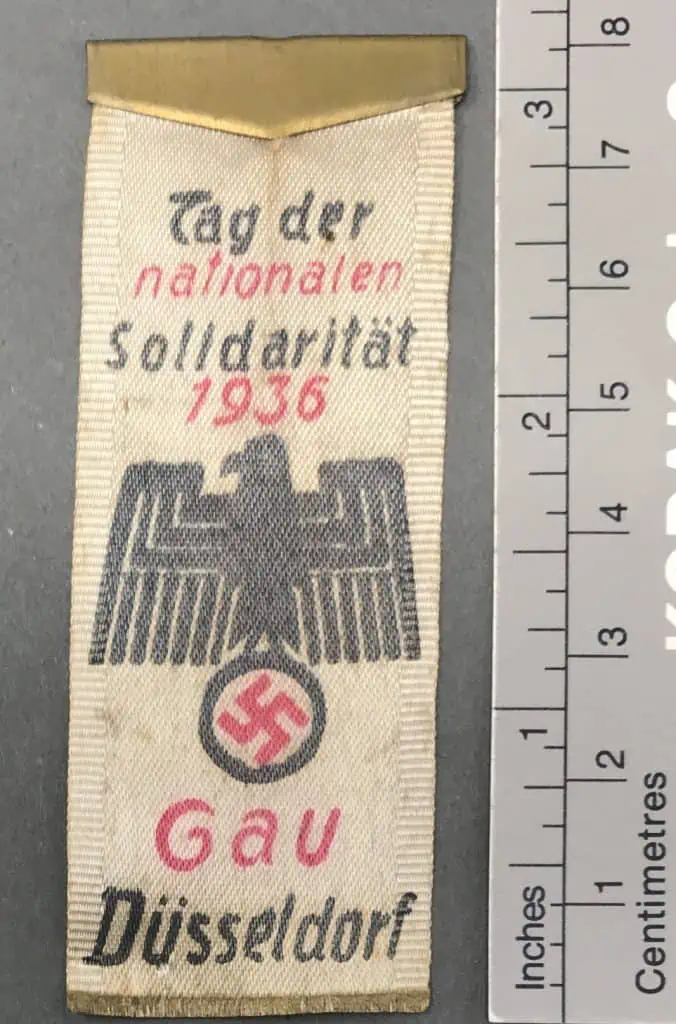 Tag der
nationalen
Solidarität
1936
Gau
Düsseldorf
8
3
7
6
5
2
4
3
1
2
1
Inches
Centimetres